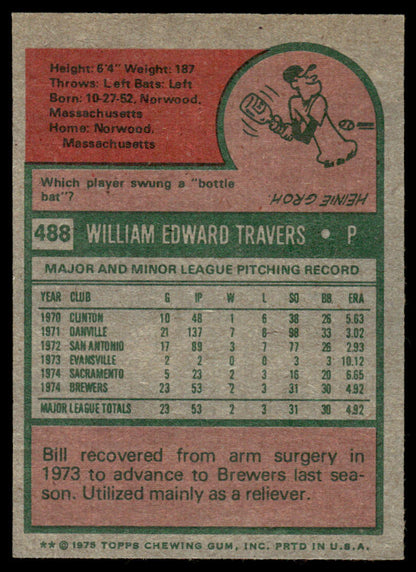 Height: 6'4" Weight: 187
Throws: Left Bats: Left
Born: 10-27-52, Norwood,
Massachusetts
Home: Norwood,
Massachusetts
Which player swung a "bottle
bat"?
HEINIE GROH.
488 WILLIAM EDWARD TRAVERS • P
MAJOR AND MINOR LEAGUE PITCHING RECORD
YEAR CLUB G IP W L SO BB ERA
1970 CLINTON 10 48 1 6 38 26 5.63
1971 DANVILLE 21 137 7 8 98 33 3.02
1972 SAN ANTONIO 17 89 3 7 77 26 2.93
1973 EVANSVILLE 2 2 0 0 3 3 10.12
1974 SACRAMENTO 5 23 2 3 16 20 6.65
1974 BREWERS 23 53 2 3 31 30 4.92
MAJOR LEAGUE TOTALS 23 53 2 3 31 30 4.92
Bill recovered from arm surgery in
1973 to advance to Brewers last sea-
son. Utilized mainly as a reliever.
** © 1975 TOPPS CHEWING GUM, INC. PRTD IN U.S.A.